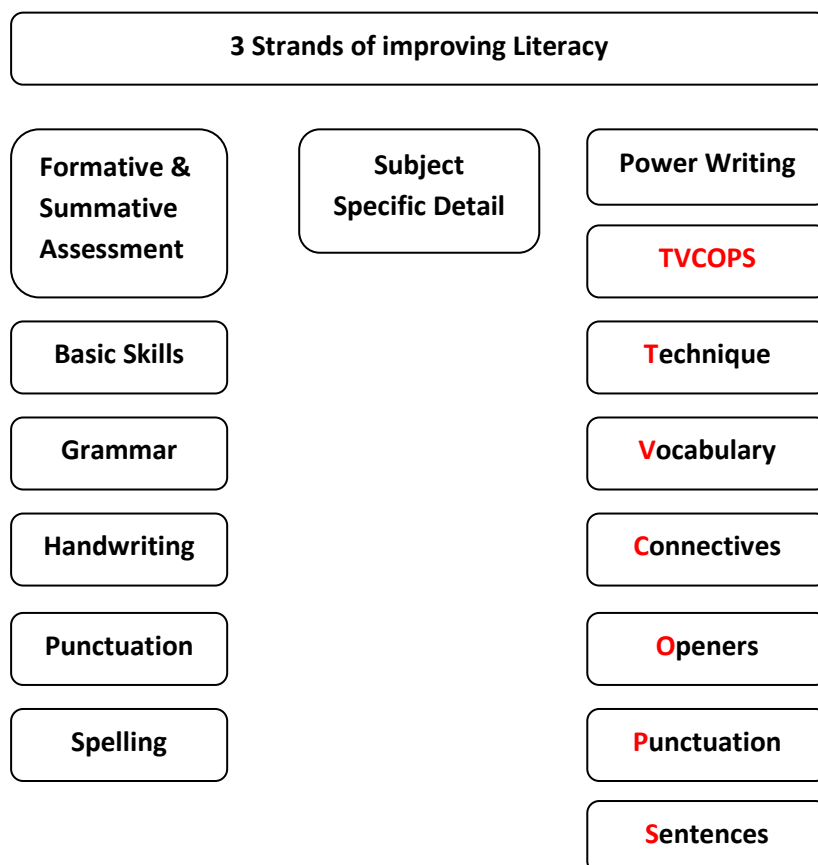 3 Strands of improving Literacy
Formative &
Summative
Assessment
Basic Skills
Grammar
Handwriting
Punctuation
Spelling
Subject
Specific Detail
Power Writing
TVCOPS
Technique
Vocabulary
Connectives
Openers
Punctuation
Sentences